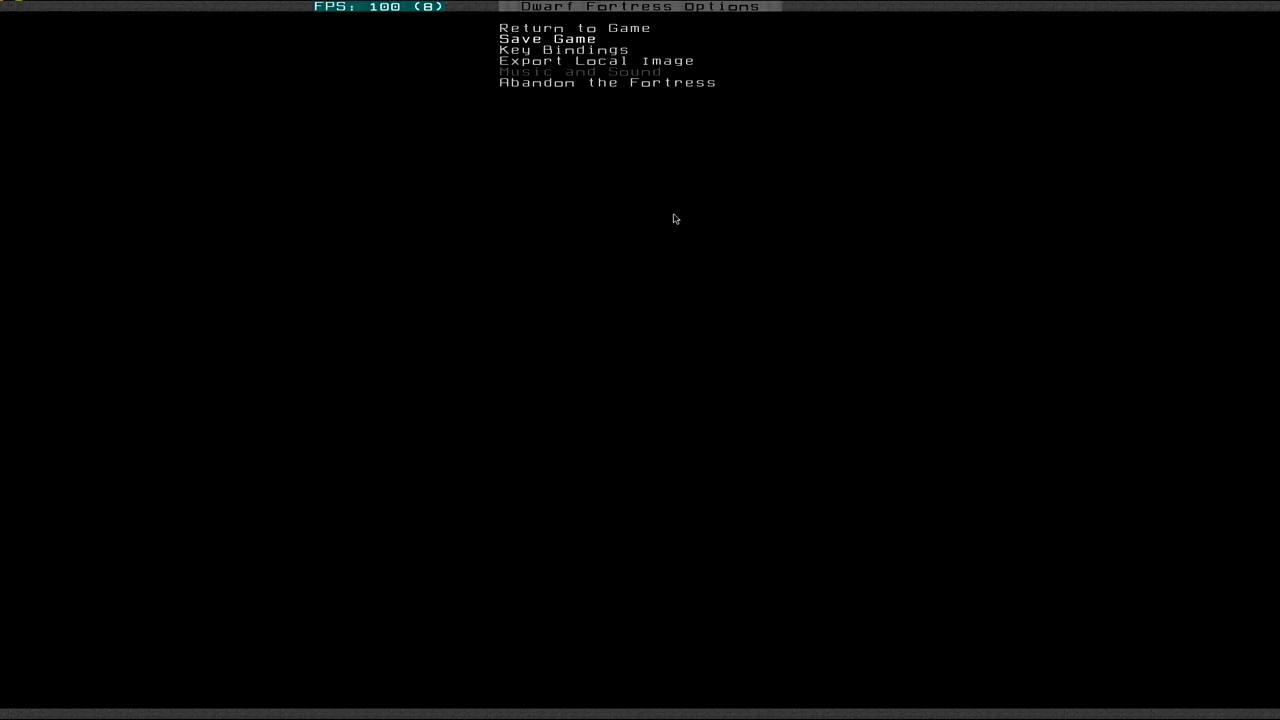 FPS: 100 (8)
Dwarf Fortress Options
Return to Game
Save Game
Key Bindings
Export Local Image
Music and Sound
Abandon the Fortress